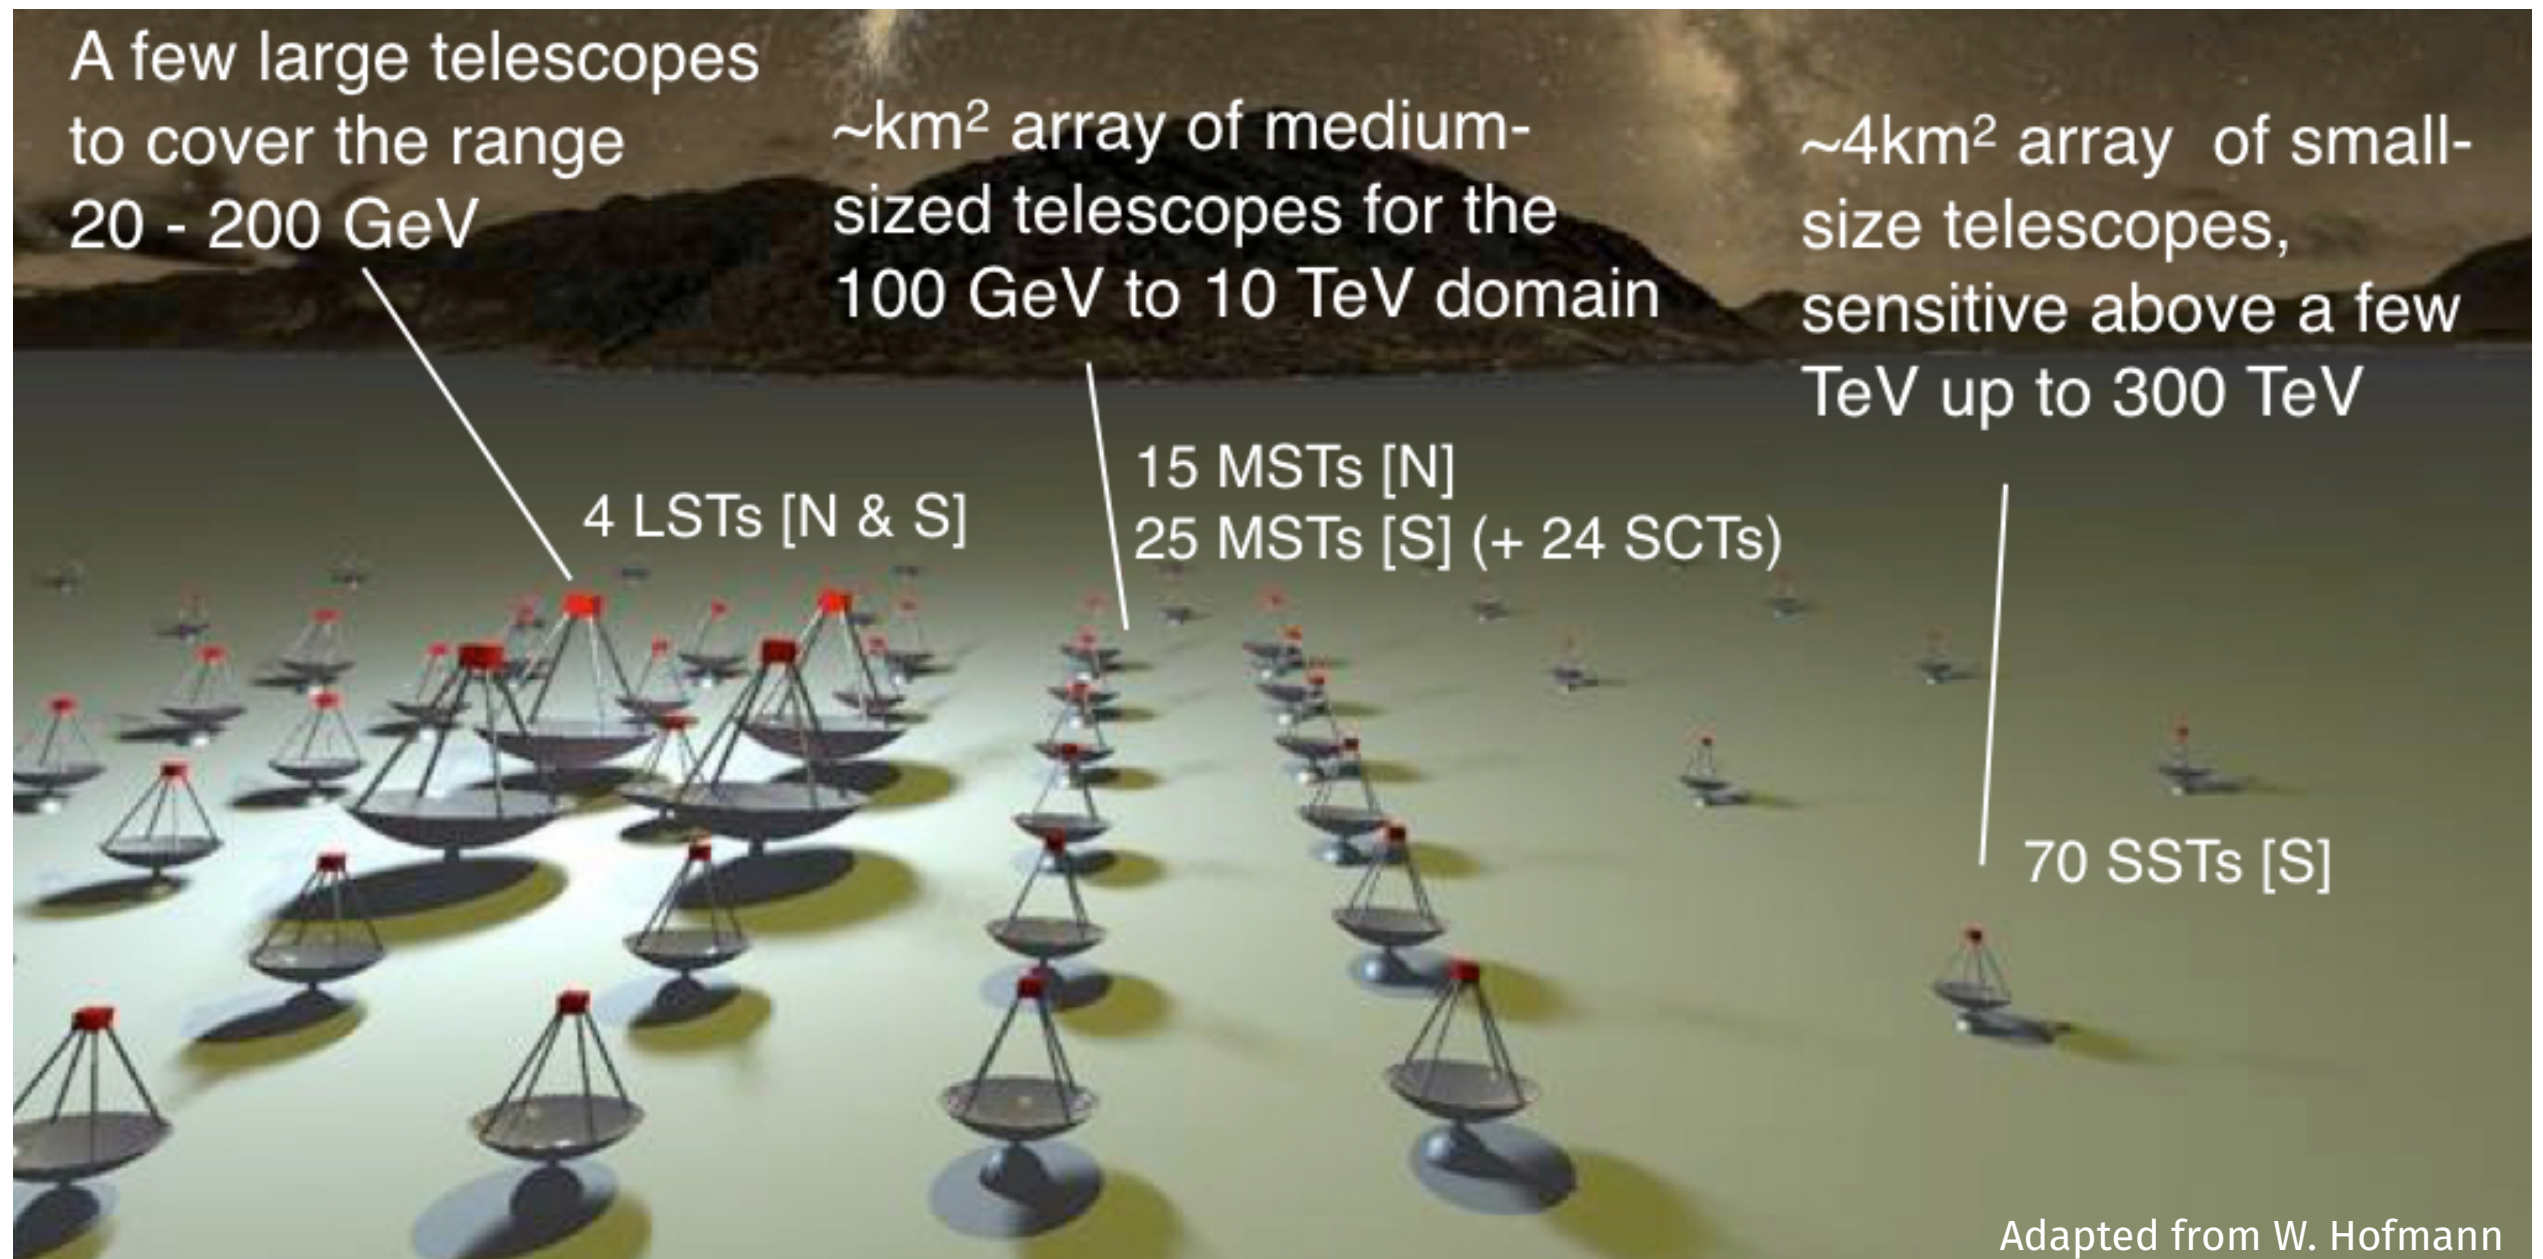 A few large telescopes
to cover the range
20 - 200 GeV
~km² array of medium-
sized telescopes for the
100 GeV to 10 TeV domain
~4km² array  of small-
size telescopes,
sensitive above a few
TeV up to 300 TeV
4 LSTs [N & S]
15 MSTs [N]
25 MSTs [S] (+ 24 SCTs)
70 SSTs [S]
Adapted from W. Hofmann